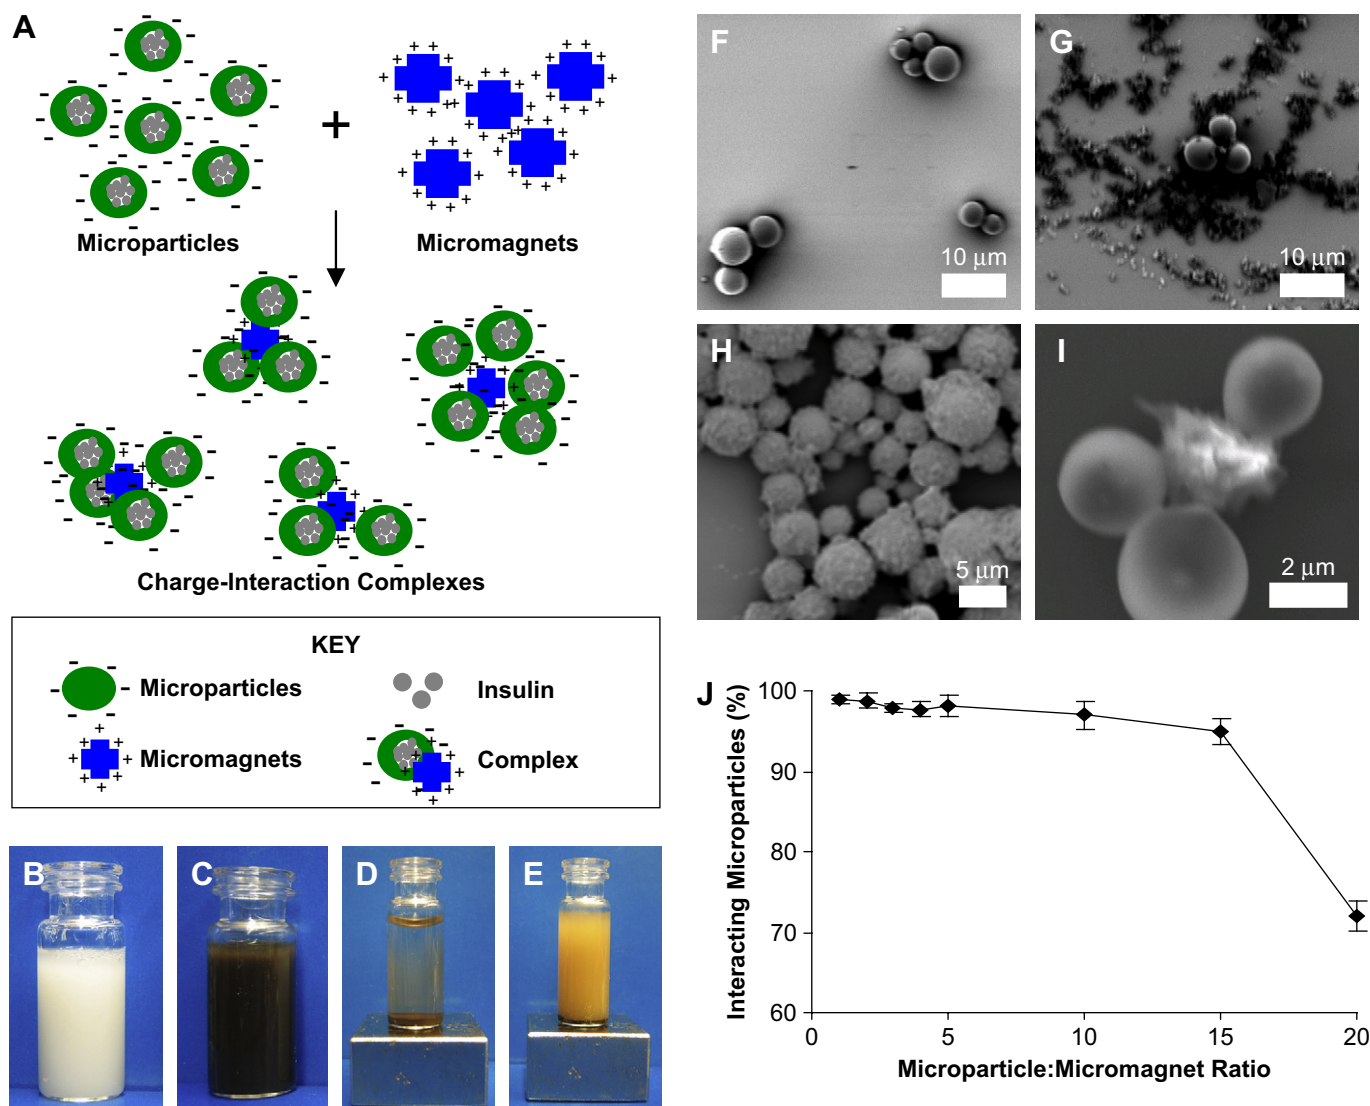 A
+
Microparticles
Micromagnets
Charge-Interaction Complexes
KEY
Microparticles
Insulin
Micromagnets
Complex
B
C
D
E
F
10 μm
G
10 μm
H
5 μm
I
2 μm
J
Interacting Microparticles (%)
100
90
80
70
60
0
5
10
15
20
Microparticle:Micromagnet Ratio